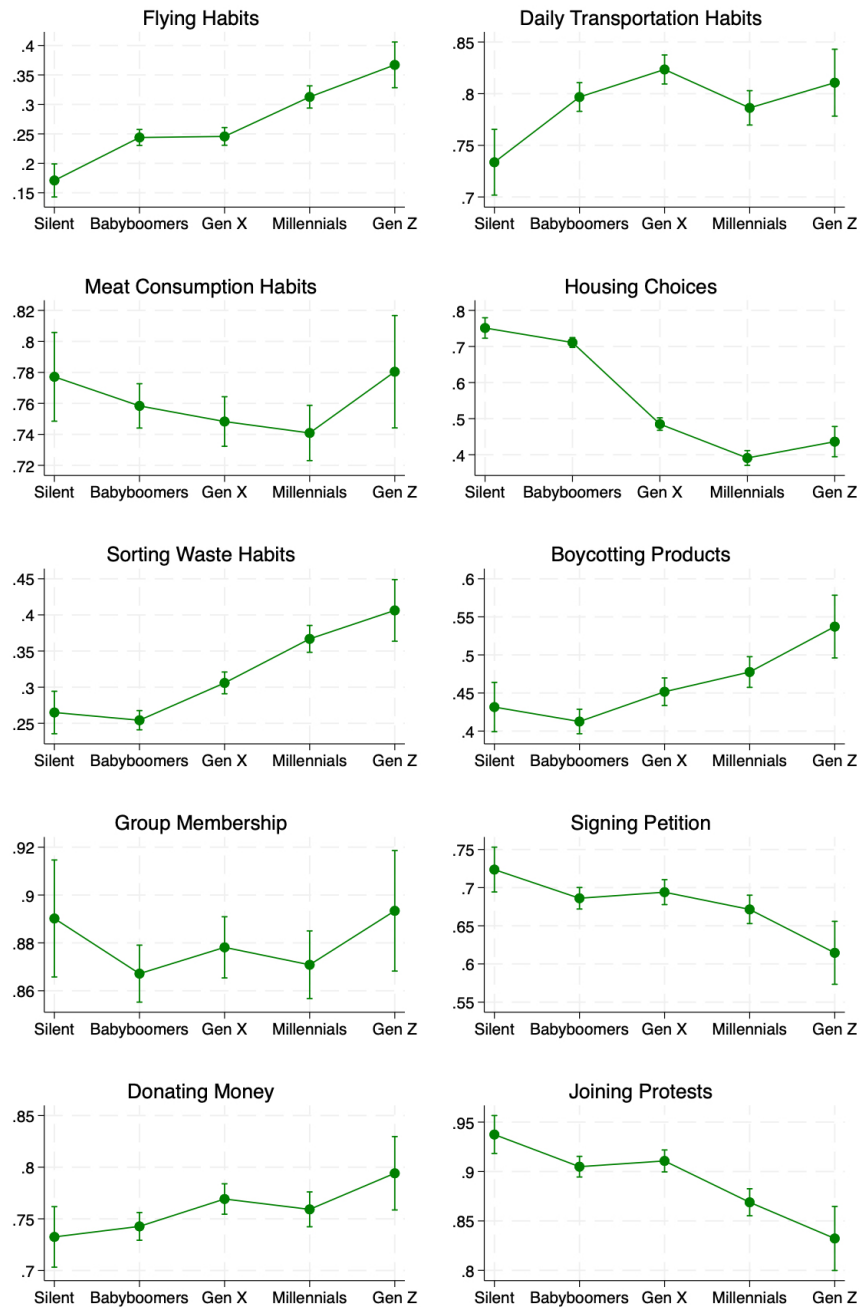 Flying Habits
.4
.35
.3
.25
.2
.15
Silent Babyboomers Gen X Millennials Gen Z
Daily Transportation Habits
.85
.8
.75
.7
Silent Babyboomers Gen X Millennials Gen Z
Meat Consumption Habits
.82
.8
.78
.76
.74
.72
Silent Babyboomers Gen X Millennials Gen Z
Housing Choices
.8
.7
.6
.5
.4
Silent Babyboomers Gen X Millennials Gen Z
Sorting Waste Habits
.45
.4
.35
.3
.25
Silent Babyboomers Gen X Millennials Gen Z
Boycotting Products
.6
.55
.5
.45
.4
Silent Babyboomers Gen X Millennials Gen Z
Group Membership
.92
.9
.88
.86
Silent Babyboomers Gen X Millennials Gen Z
Signing Petition
.75
.7
.65
.6
.55
Silent Babyboomers Gen X Millennials Gen Z
Donating Money
.85
.8
.75
.7
Silent Babyboomers Gen X Millennials Gen Z
Joining Protests
.95
.9
.85
.8
Silent Babyboomers Gen X Millennials Gen Z